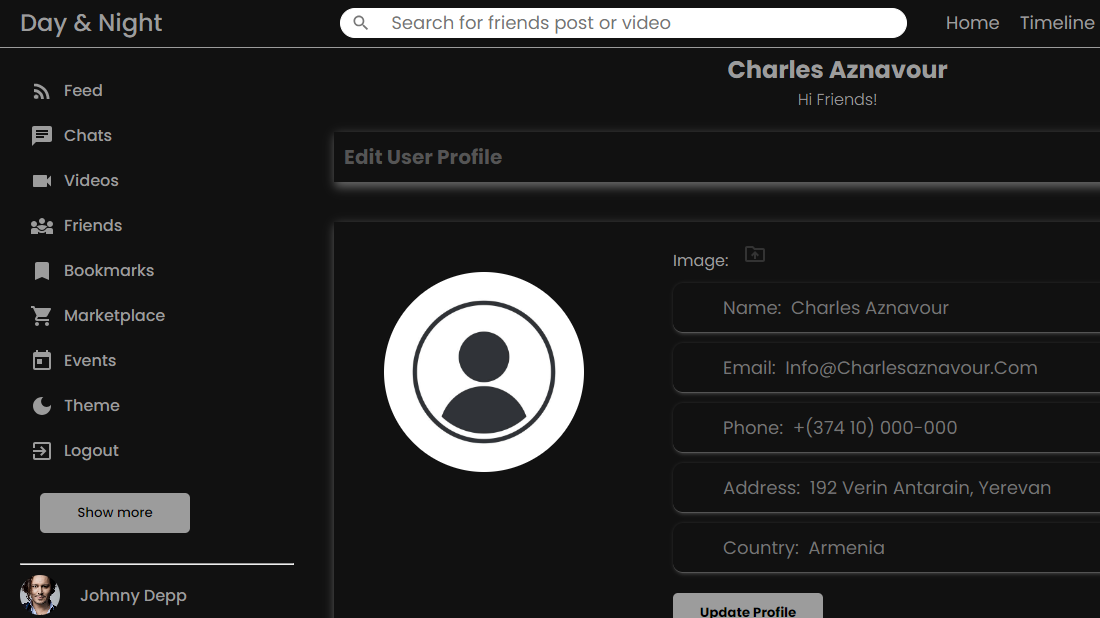 Day & Night
Search for friends post or video
Home
Timeline
Feed
Chats
Videos
Friends
Bookmarks
Marketplace
Events
Theme
Logout
Show more
Johnny Depp
Charles Aznavour
Hi Friends!
Edit User Profile
Image:
Name: Charles Aznavour
Email: Info@Charlesaznavour.Com
Phone: +(374 10) 000-000
Address: 192 Verin Antarain, Yerevan
Country: Armenia
Update Profile